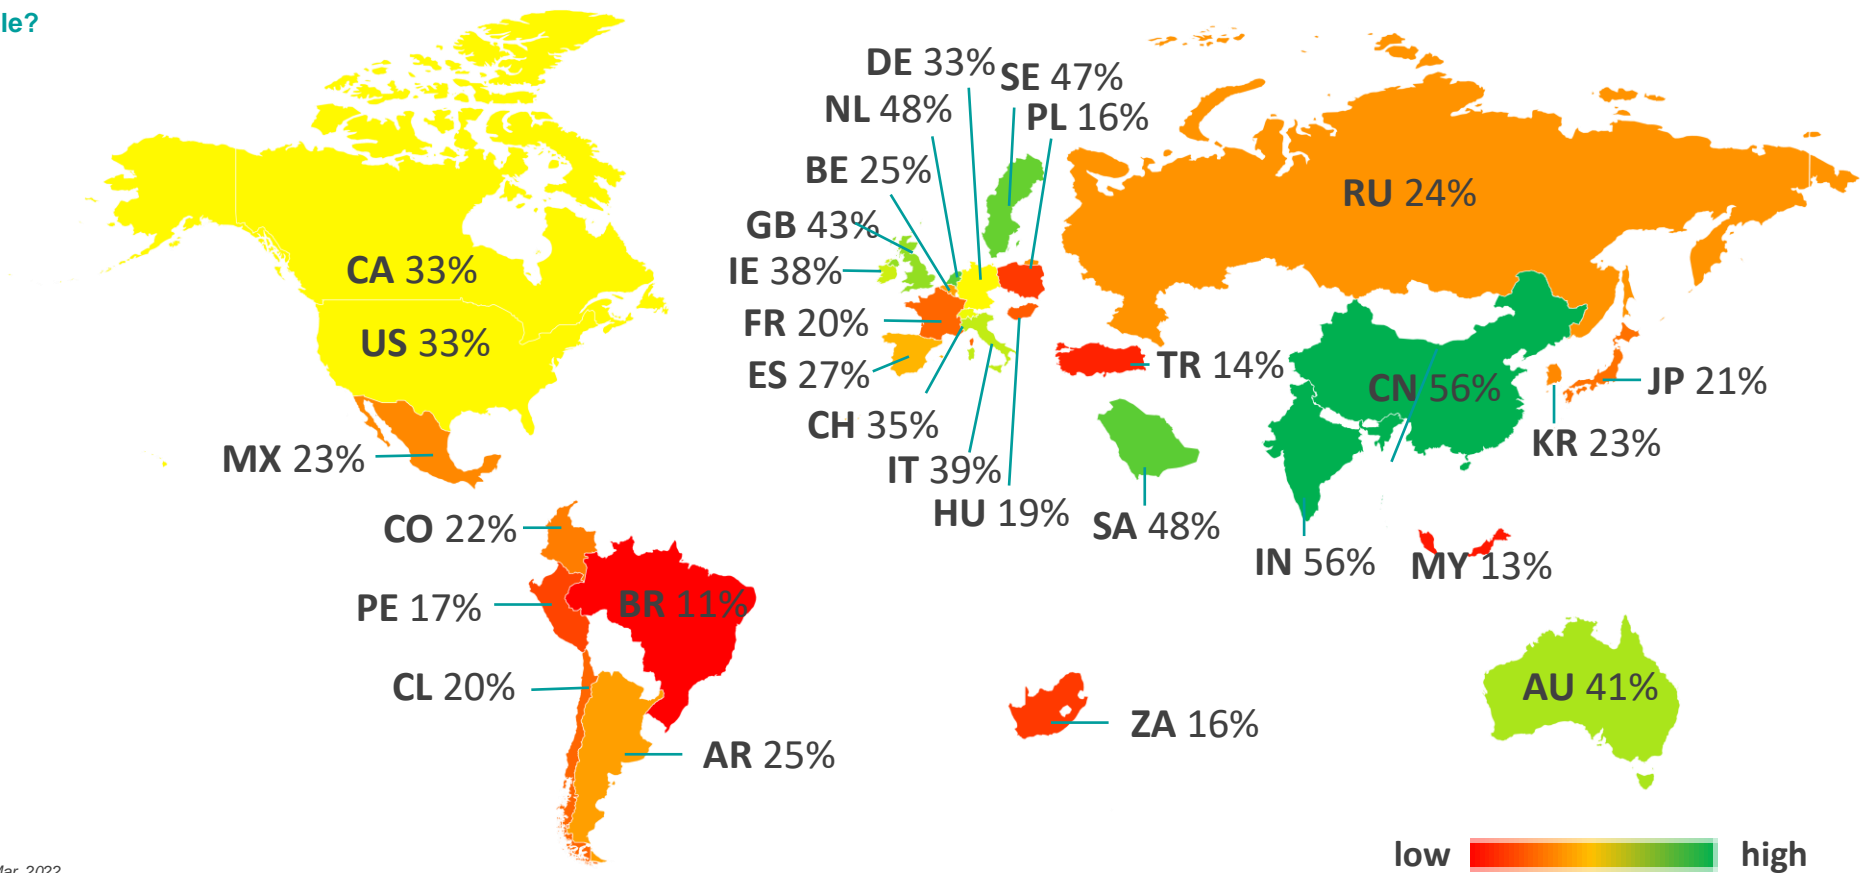 le?
DE 33%
SE 47%
NL 48%
PL 16%
BE 25%
RU 24%
GB 43%
CA 33%
IE 38%
FR 20%
US 33%
ES 27%
TR 14%
CN 56%
JP 21%
CH 35%
KR 23%
MX 23%
IT 39%
HU 19%
SA 48%
CO 22%
IN 56%
MY 13%
PE 17%
BR 11%
CL 20%
AU 41%
ZA 16%
AR 25%
low
high
Mar. 2022